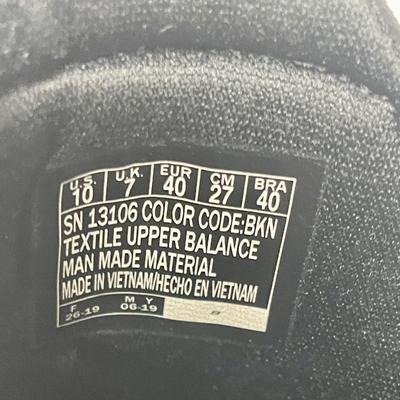 U.S. U.K. EUR CM BRA
10 7 40 27 40
SN 13106 COLOR CODE:BKN
TEXTILE UPPER BALANCE
MAN MADE MATERIAL
MADE IN VIETNAM/HECHO EN VIETNAM
F M Y
26-19 06-19